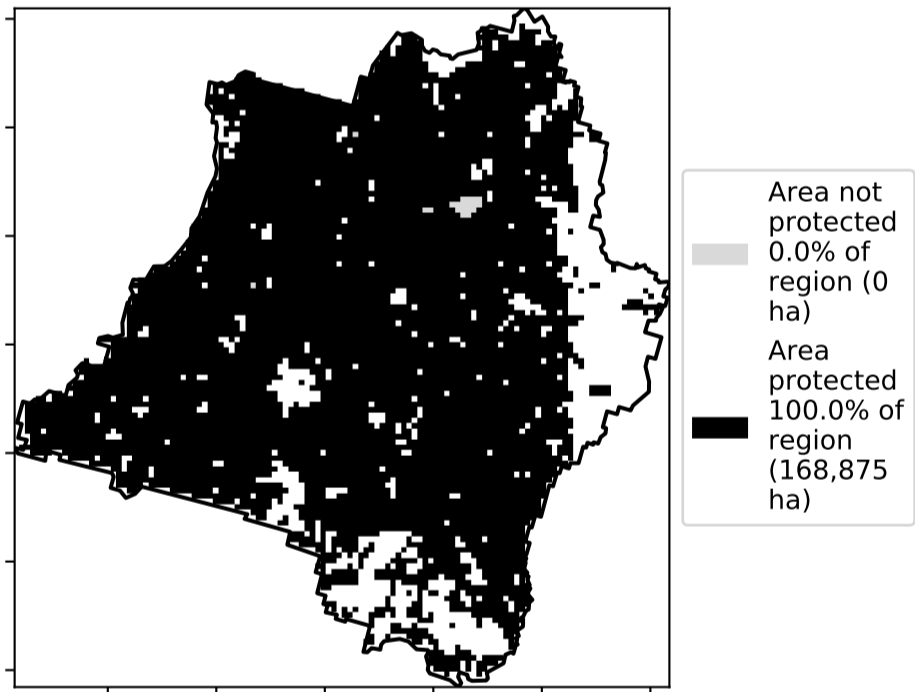 Area not
protected
0.0% of
region (0
ha)
Area
protected
100.0% of
region
(168,875
ha)